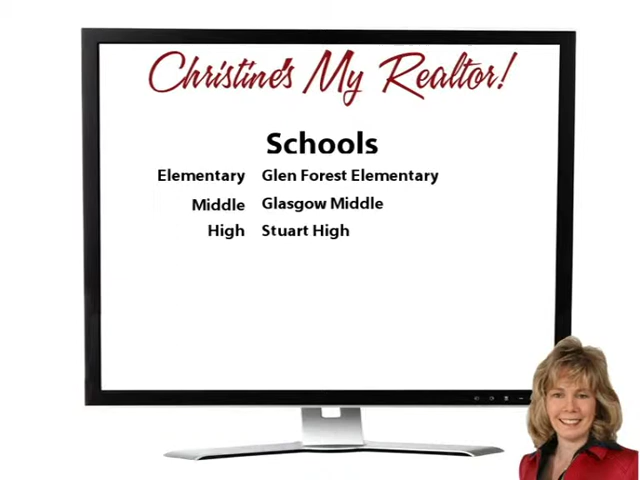 Christine's My Realtor!
Schools
Elementary Glen Forest Elementary
Middle Glasgow Middle
High Stuart High